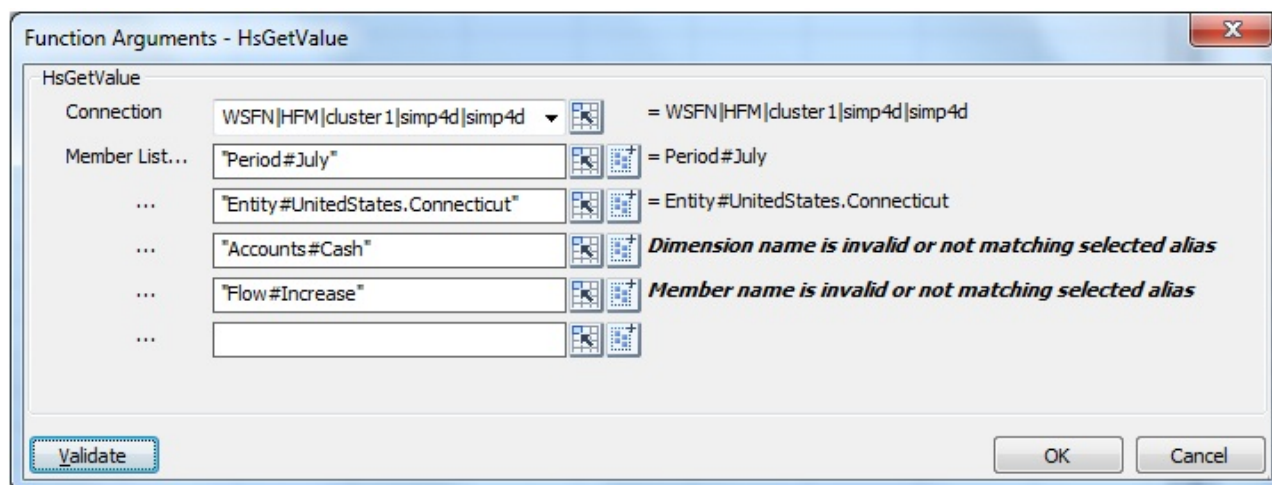 Function Arguments - HsGetValue
HsGetValue
Connection WSFN|HFM|cluster1|simp4d|simp4d = WSFN|HFM|cluster1|simp4d|simp4d
Member List... "Period#July" = Period#July
... "Entity#UnitedStates.Connecticut" = Entity#UnitedStates.Connecticut
... "Accounts#Cash" Dimension name is invalid or not matching selected alias
... "Flow#Increase" Member name is invalid or not matching selected alias
...
Validate OK Cancel